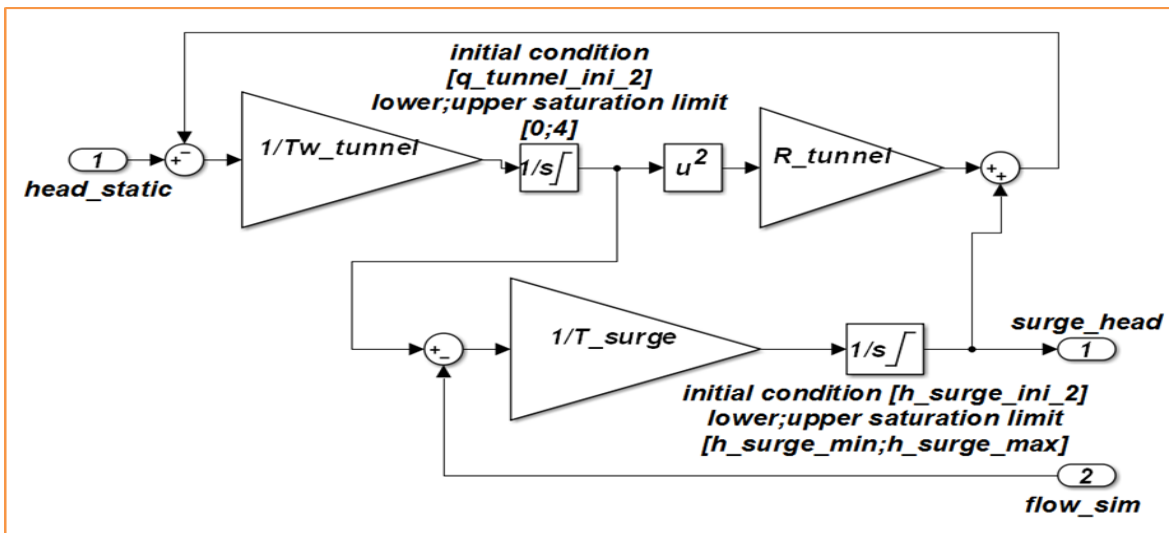 initial condition
[q_tunnel_ini_2]
lower;upper saturation limit
[0;4]
1
head_static
+ -
1/Tw_tunnel
1/s
u²
R_tunnel
+ +
+ -
1/T_surge
1/s
surge_head
1
initial condition [h_surge_ini_2]
lower;upper saturation limit
[h_surge_min;h_surge_max]
2
flow_sim